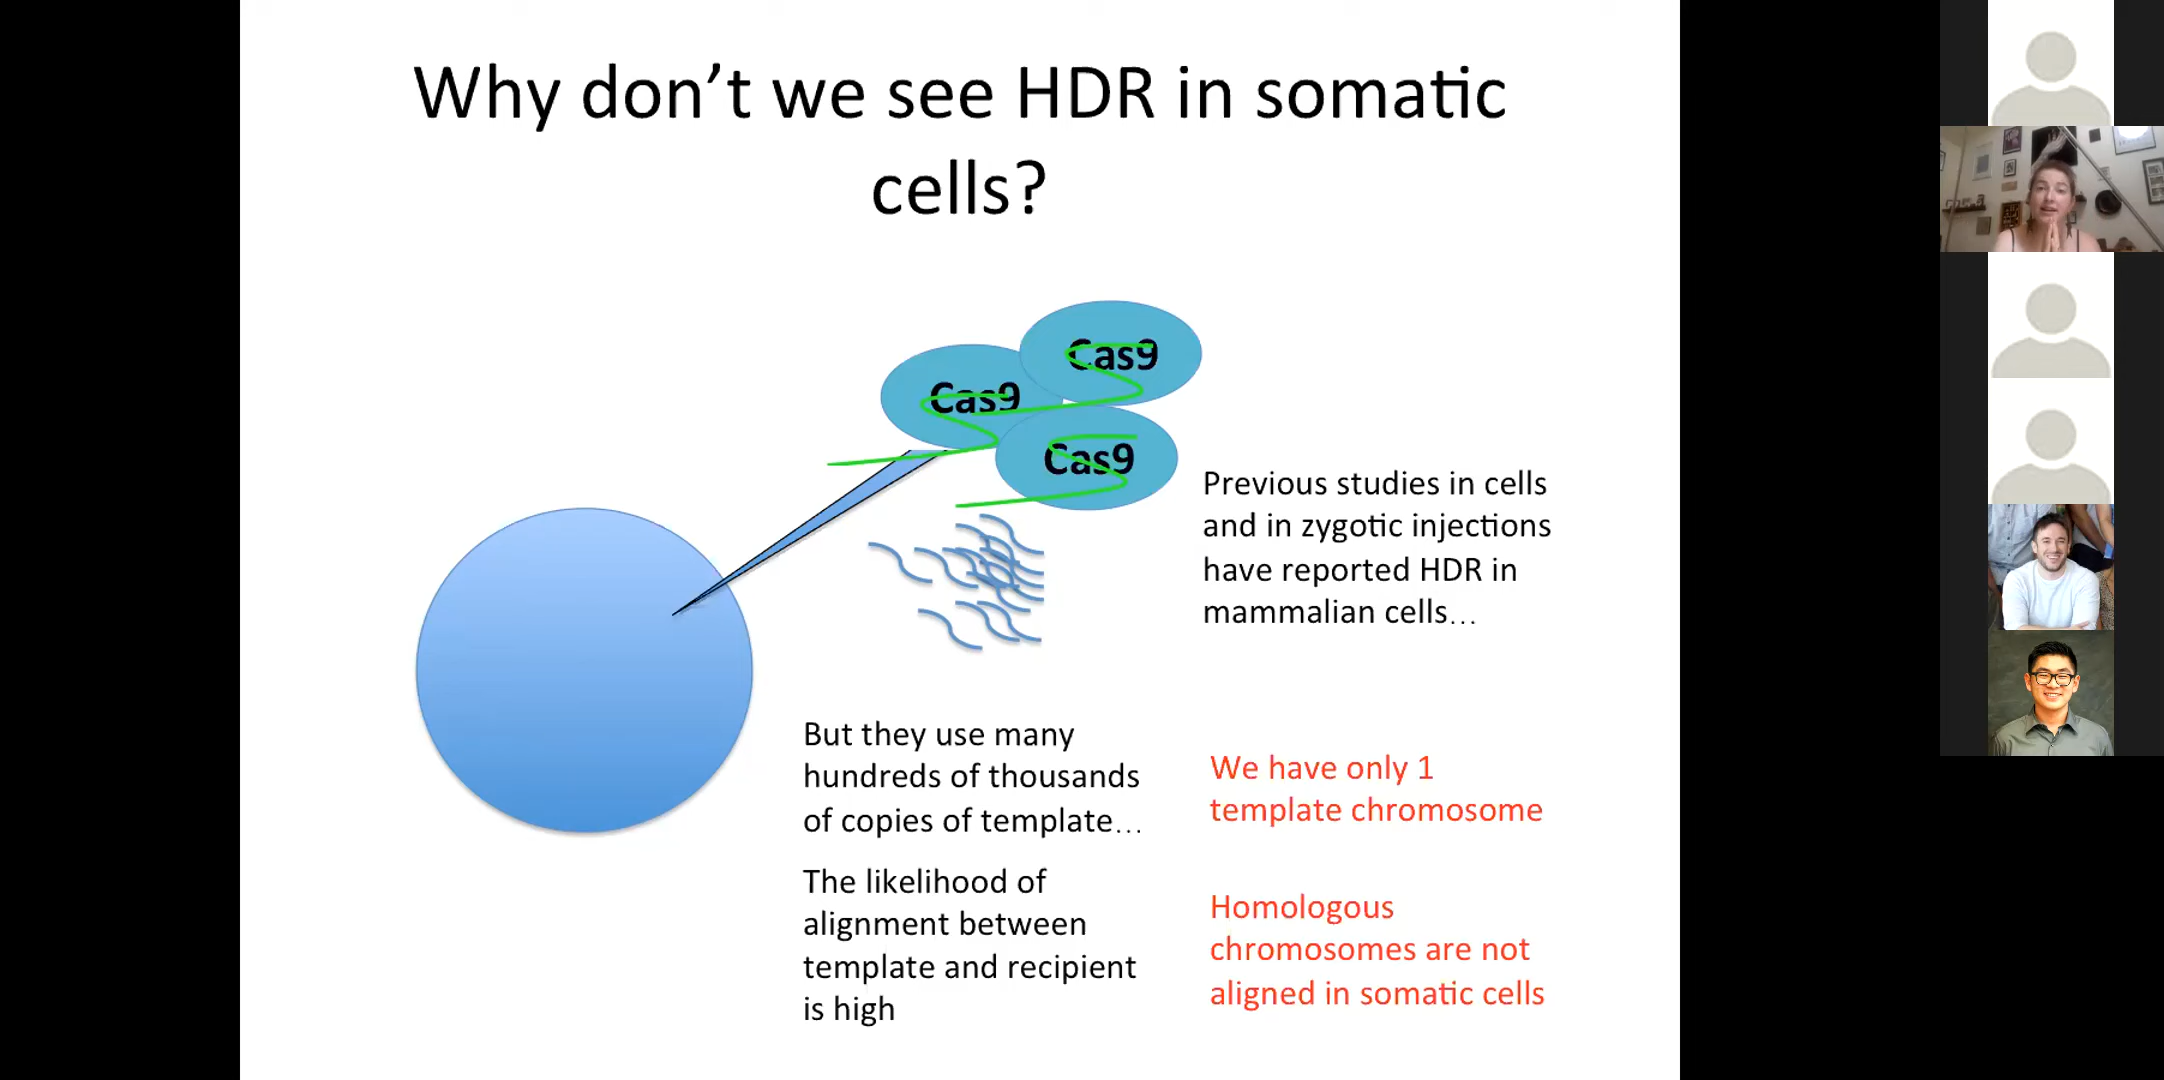 Why don’t we see HDR in somatic
cells?
Cas9
Cas9
Cas9
Previous studies in cells
and in zygotic injections
have reported HDR in
mammalian cells…
But they use many
hundreds of thousands
of copies of template…
The likelihood of
alignment between
template and recipient
is high
We have only 1
template chromosome
Homologous
chromosomes are not
aligned in somatic cells